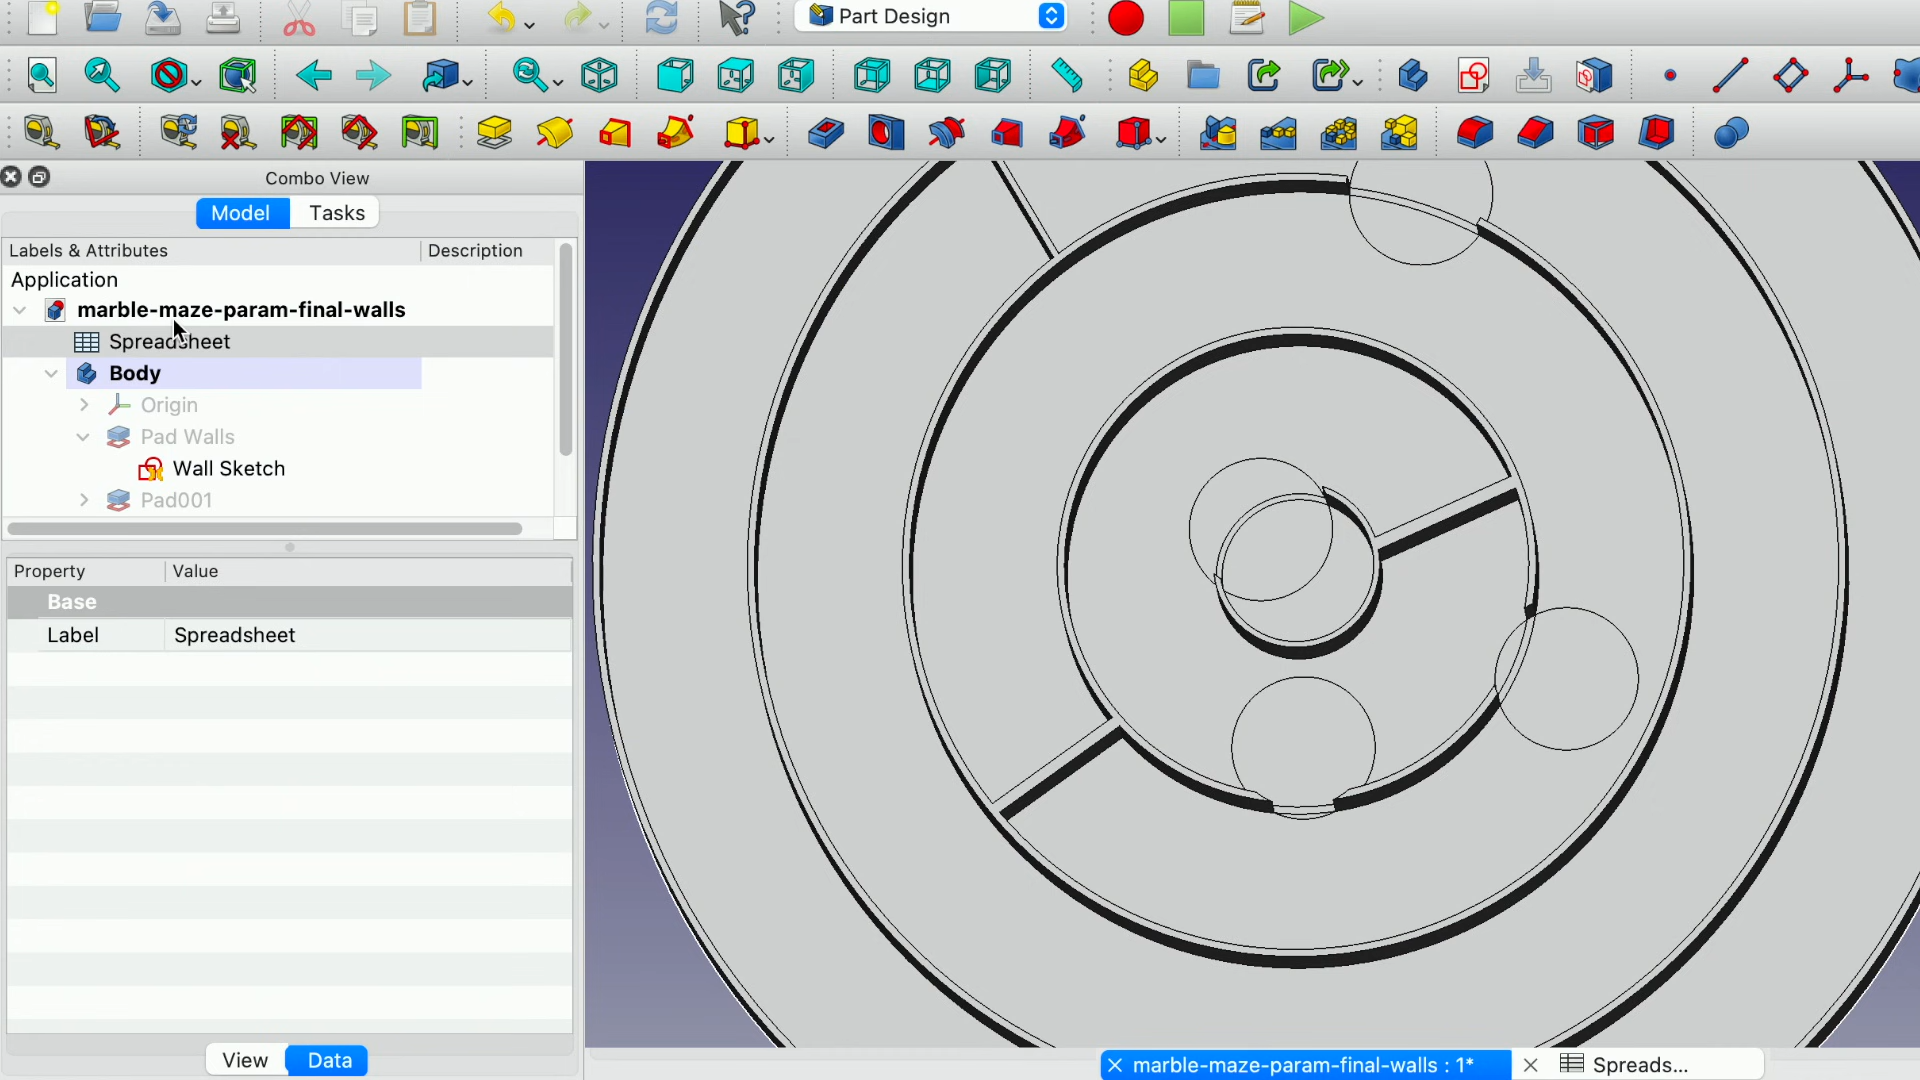 Part Design
Combo View
Model Tasks
Labels & Attributes Description
Application
marble-maze-param-final-walls
Spreadsheet
Body
Origin
Pad Walls
Wall Sketch
Pad001
Property Value
Base
Label Spreadsheet
View Data
marble-maze-param-final-walls : 1*
Spreads...